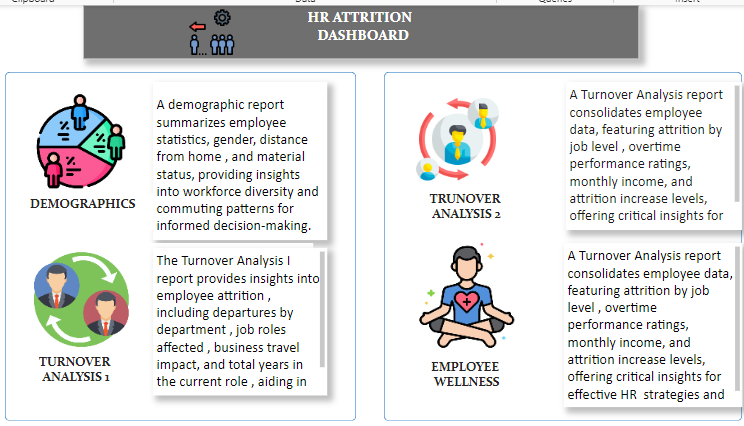 Clipboard
Data
Queries
Insert
HR ATTRITION
DASHBOARD
A demographic report
summarizes employee
statistics, gender, distance
from home , and material
status, providing insights
into workforce diversity and
commuting patterns for
informed decision-making.
DEMOGRAPHICS
The Turnover Analysis I
report provides insights into
employee attrition ,
including departures by
department , job roles
affected , business travel
impact, and total years in
the current role , aiding in
TURNOVER
ANALYSIS 1
A Turnover Analysis report
consolidates employee
data, featuring attrition by
job level , overtime
performance ratings,
monthly income, and
attrition increase levels,
offering critical insights for
TRUNOVER
ANALYSIS 2
A Turnover Analysis report
consolidates employee data,
featuring attrition by job
level , overtime
performance ratings,
monthly income, and
attrition increase levels,
offering critical insights for
effective HR strategies and
EMPLOYEE
WELLNESS